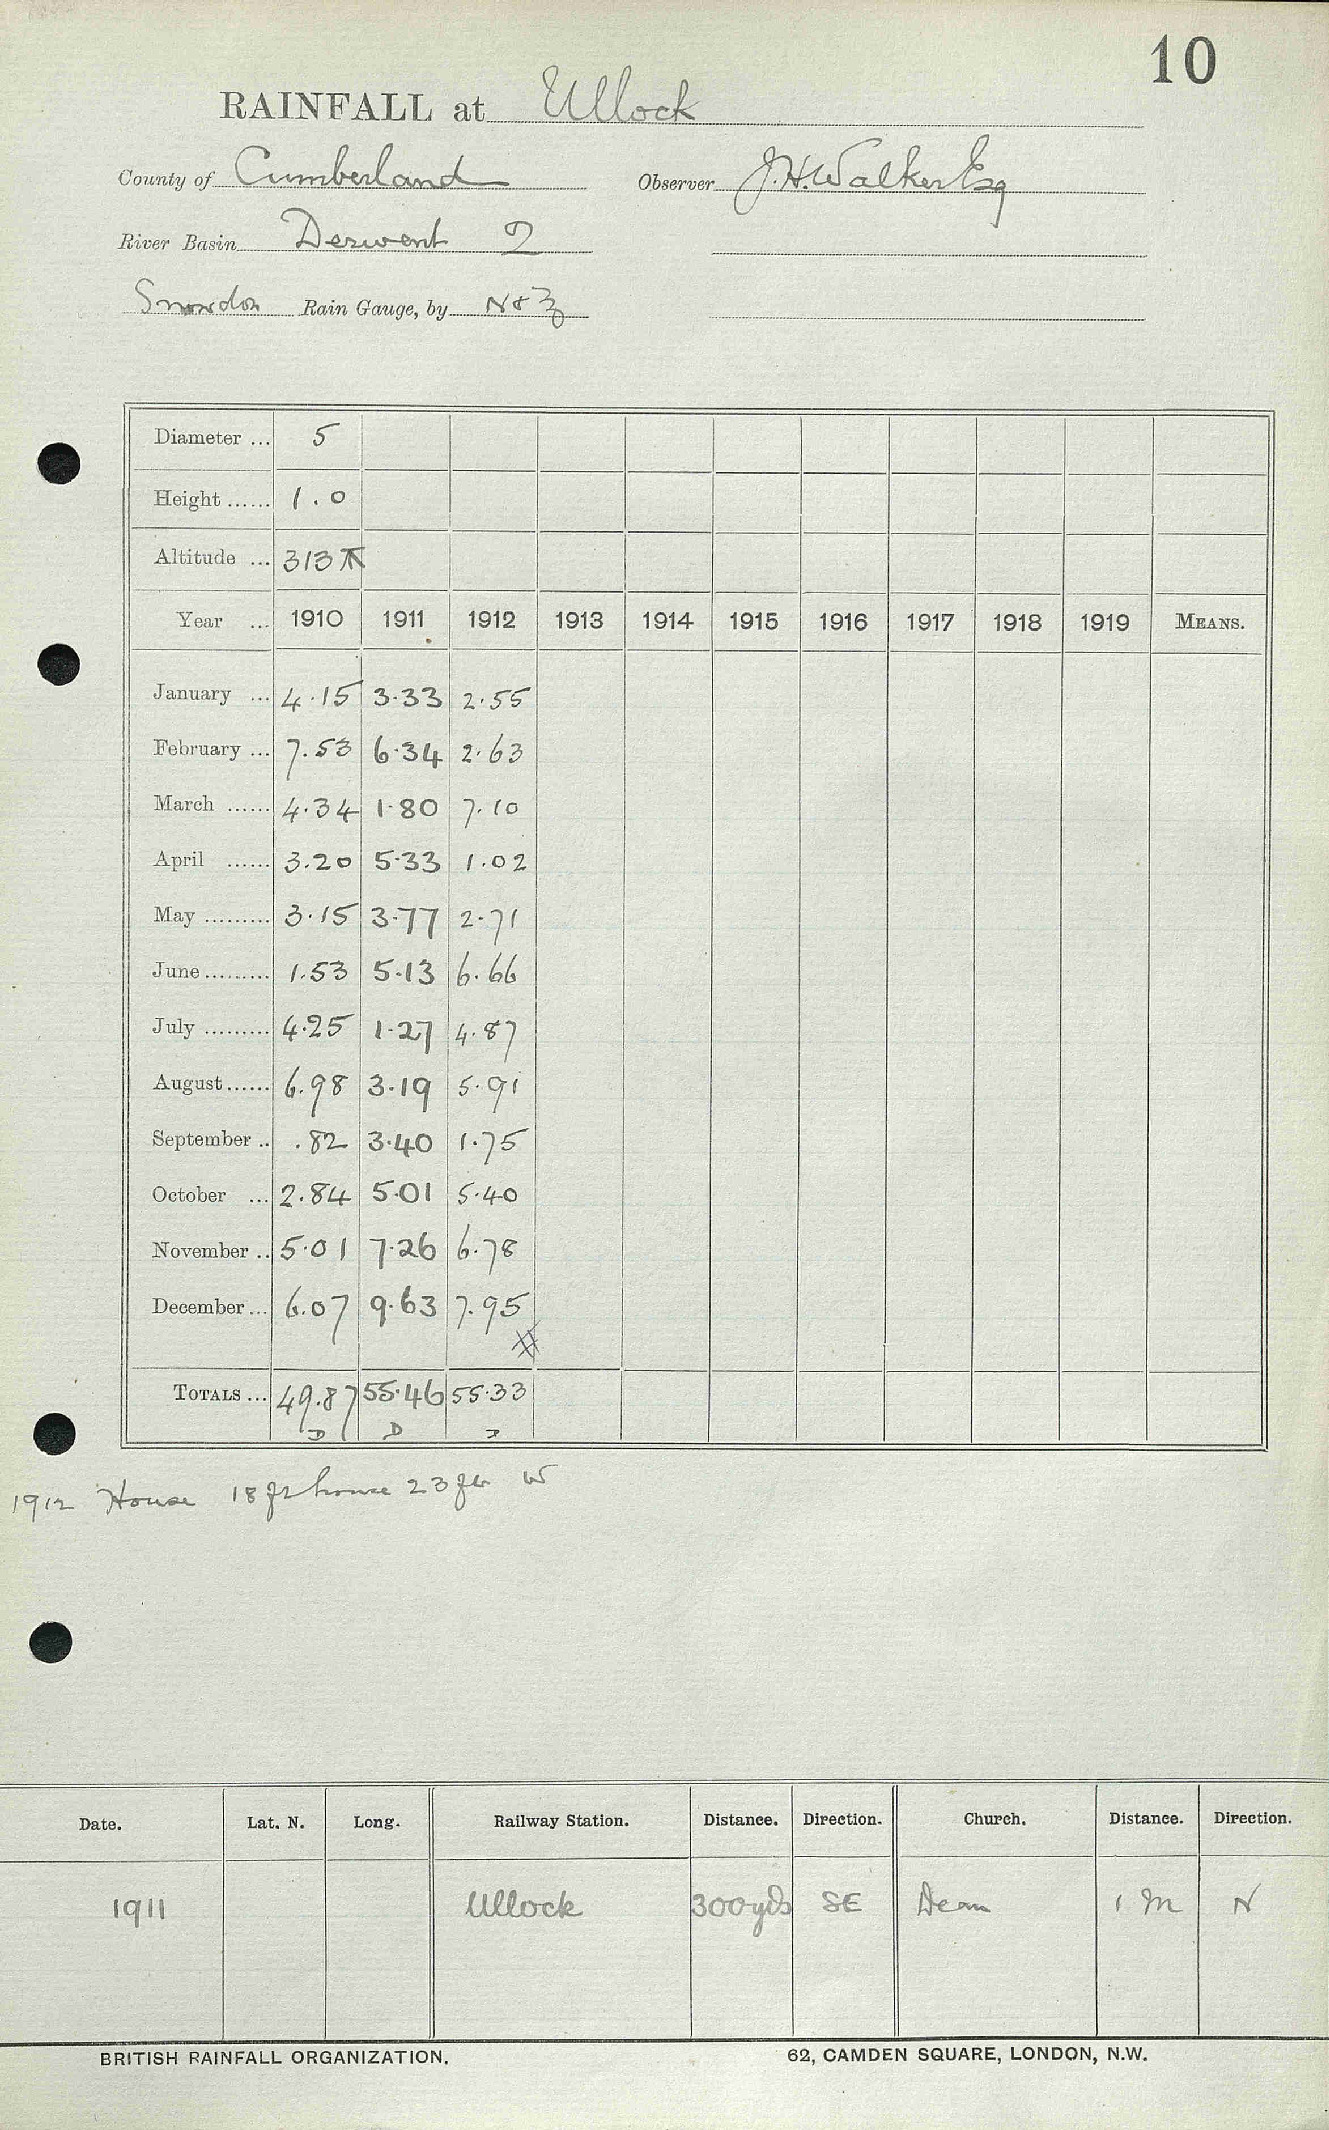 10
RAINFALL at Ullock
County of Cumberland Observer J.H. Walker Esq
River Basin Derwent 2
Snowdon Rain Gauge, by N & Z
Diameter ... 5
Height ...... 1.0
Altitude ... 313
Year ... 1910 1911 1912 1913 1914 1915 1916 1917 1918 1919 MEANS.
January ... 4.15 3.33 2.55
February ... 7.53 6.34 2.63
March ...... 4.34 1.80 7.10
April ...... 3.20 5.33 1.02
May ......... 3.15 3.77 2.71
June ......... 1.53 5.13 6.66
July ......... 4.25 1.27 4.87
August ...... 6.98 3.19 5.91
September .. .82 3.40 1.75
October ... 2.84 5.01 5.40
November .. 5.01 7.26 6.78
December ... 6.07 9.63 7.95
TOTALS ... 49.87 55.46 55.33
D D D
1912 House 18 ft house 23 ft W
Date. Lat. N. Long. Railway Station. Distance. Direction. Church. Distance. Direction.
1911 Ullock 300yds SE Dean 1 M N
BRITISH RAINFALL ORGANIZATION. 62, CAMDEN SQUARE, LONDON, N.W.